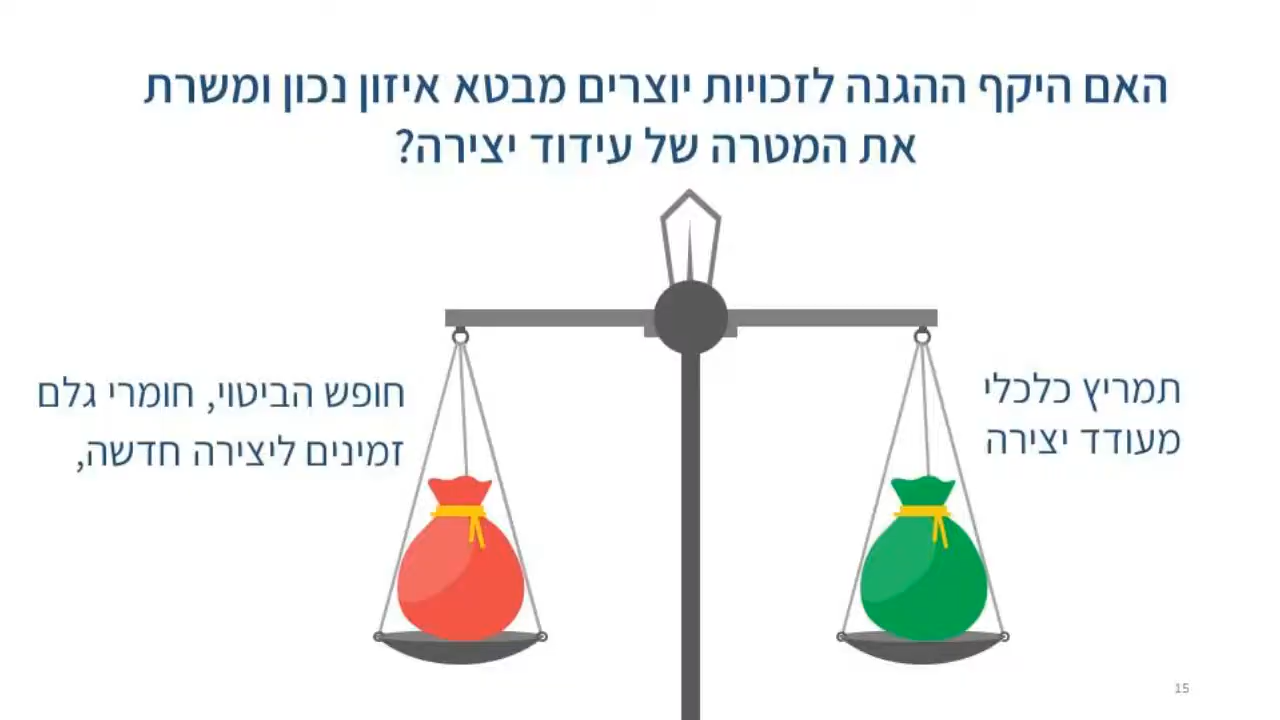 האם היקף ההגנה לזכויות יוצרים מבטא איזון נכון ומשרת
את המטרה של עידוד יצירה?
תמריץ כלכלי
מעודד יצירה
חופש הביטוי, חומרי גלם
זמינים ליצירה חדשה,
15